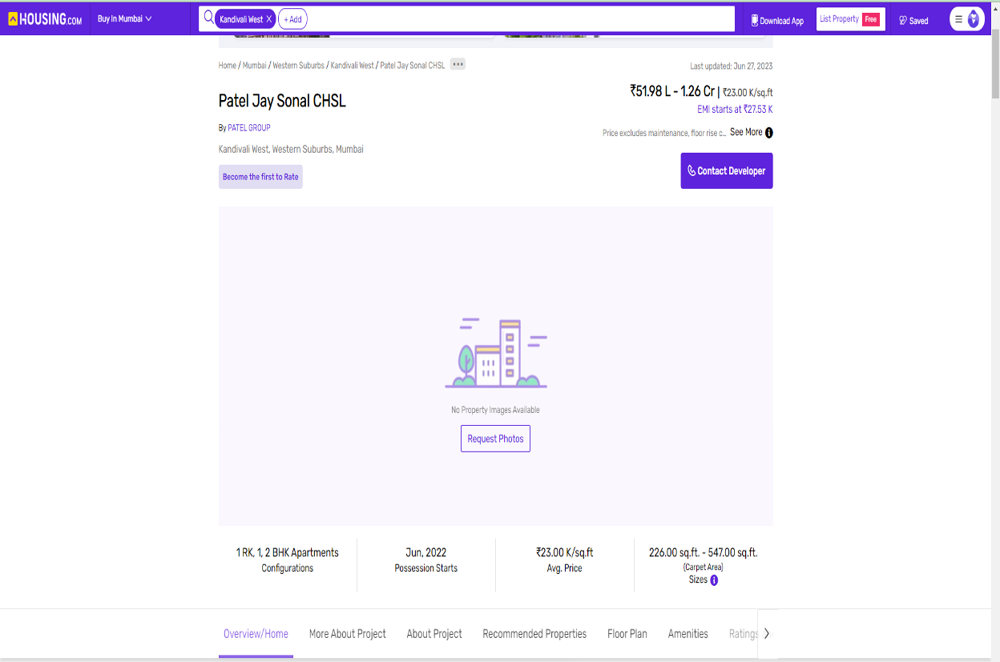 HOUSING.COM
Buy In Mumbai
Kandivali West X
+ Add
Download App
List Property Free
Saved
Home / Mumbai / Western Suburbs / Kandivali West / Patel Jay Sonal CHSL
Last updated: Jun 27, 2023
Patel Jay Sonal CHSL
₹51.98 L - 1.26 Cr | ₹23.00 K/sq.ft
EMI starts at ₹27.53 K
By PATEL GROUP
Price excludes maintenance, floor rise c... See More
Kandivali West, Western Suburbs, Mumbai
Become the first to Rate
Contact Developer
No Property Images Available
Request Photos
1 RK, 1, 2 BHK Apartments
Configurations
Jun, 2022
Possession Starts
₹23.00 K/sq.ft
Avg. Price
226.00 sq.ft. - 547.00 sq.ft.
(Carpet Area)
Sizes
Overview/Home
More About Project
About Project
Recommended Properties
Floor Plan
Amenities
Ratings